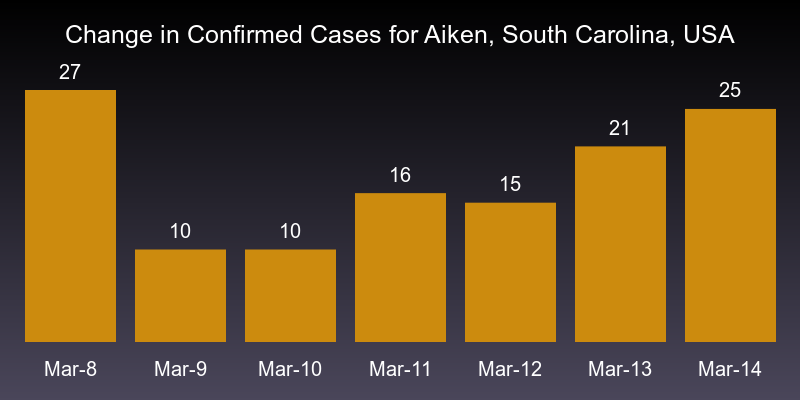 Change in Confirmed Cases for Aiken, South Carolina, USA
27
10
10
16
15
21
25
Mar-8
Mar-9
Mar-10
Mar-11
Mar-12
Mar-13
Mar-14